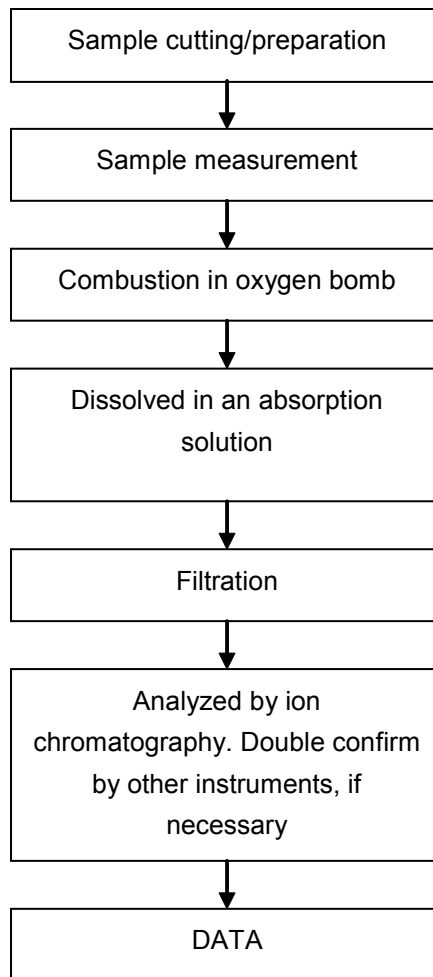 Sample cutting/preparation
Sample measurement
Combustion in oxygen bomb
Dissolved in an absorption
solution
Filtration
Analyzed by ion
chromatography. Double confirm
by other instruments, if
necessary
DATA